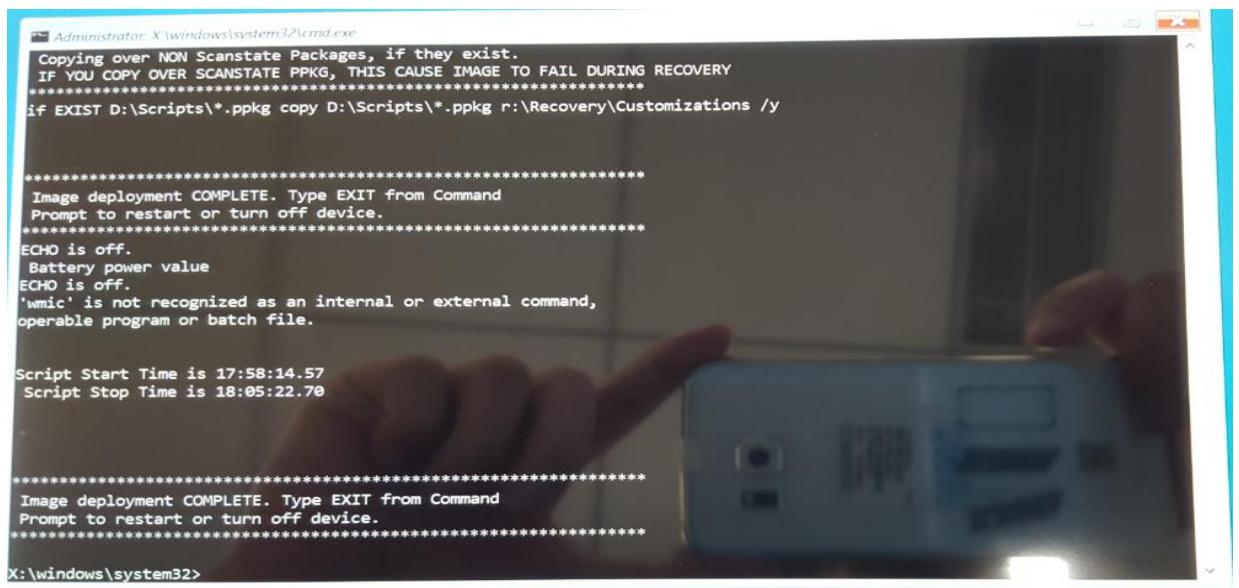 Administrator: X:\windows\system32\cmd.exe
Copying over NON Scanstate Packages, if they exist.
IF YOU COPY OVER SCANSTATE PPKG, THIS CAUSE IMAGE TO FAIL DURING RECOVERY
*******************************************************************
if EXIST D:\Scripts\*.ppkg copy D:\Scripts\*.ppkg r:\Recovery\Customizations /y
*******************************************************************
Image deployment COMPLETE. Type EXIT from Command
Prompt to restart or turn off device.
*******************************************************************
ECHO is off.
Battery power value
ECHO is off.
'wmic' is not recognized as an internal or external command,
operable program or batch file.
Script Start Time is 17:58:14.57
Script Stop Time is 18:05:22.70
*******************************************************************
Image deployment COMPLETE. Type EXIT from Command
Prompt to restart or turn off device.
*******************************************************************
X:\windows\system32>